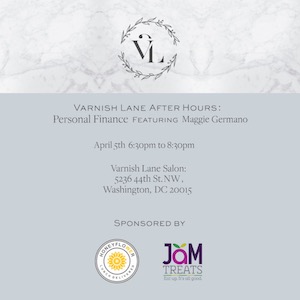 VL
VARNISH LANE AFTER HOURS:
Personal Finance FEATURING Maggie Germano
April 5th 6:30pm to 8:30pm
Varnish Lane Salon:
5236 44th St. NW,
Washington, DC 20015
SPONSORED BY
HONEYFLOWER
JAM
TREATS